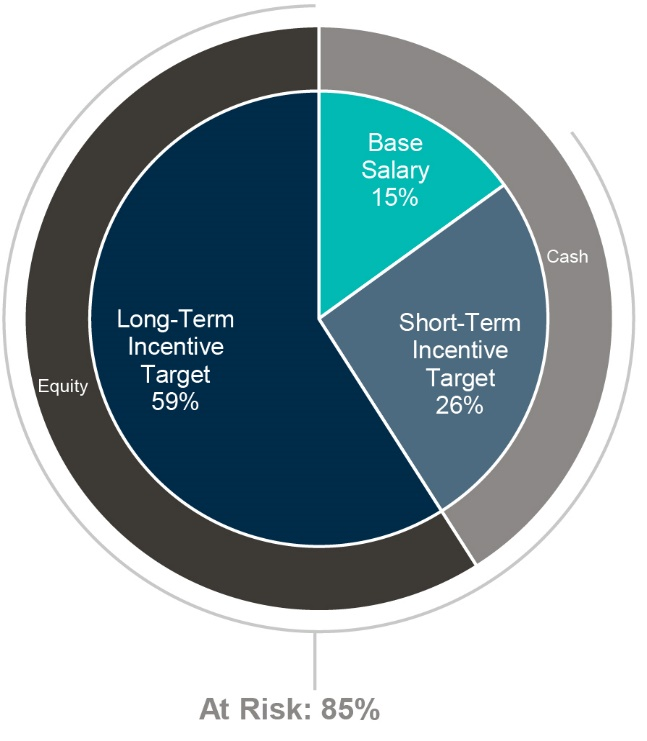 Base
Salary
15%
Cash
Short-Term
Incentive
Target
26%
Long-Term
Incentive
Target
59%
Equity
At Risk: 85%